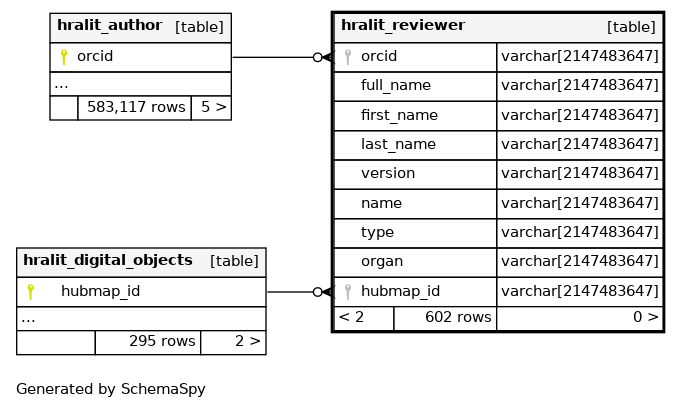 hralit_author [table]
orcid
...
583,117 rows 5 >
hralit_reviewer [table]
orcid varchar[2147483647]
full_name varchar[2147483647]
first_name varchar[2147483647]
last_name varchar[2147483647]
version varchar[2147483647]
name varchar[2147483647]
type varchar[2147483647]
organ varchar[2147483647]
hubmap_id varchar[2147483647]
< 2 602 rows 0 >
hralit_digital_objects [table]
hubmap_id
...
295 rows 2 >
Generated by SchemaSpy